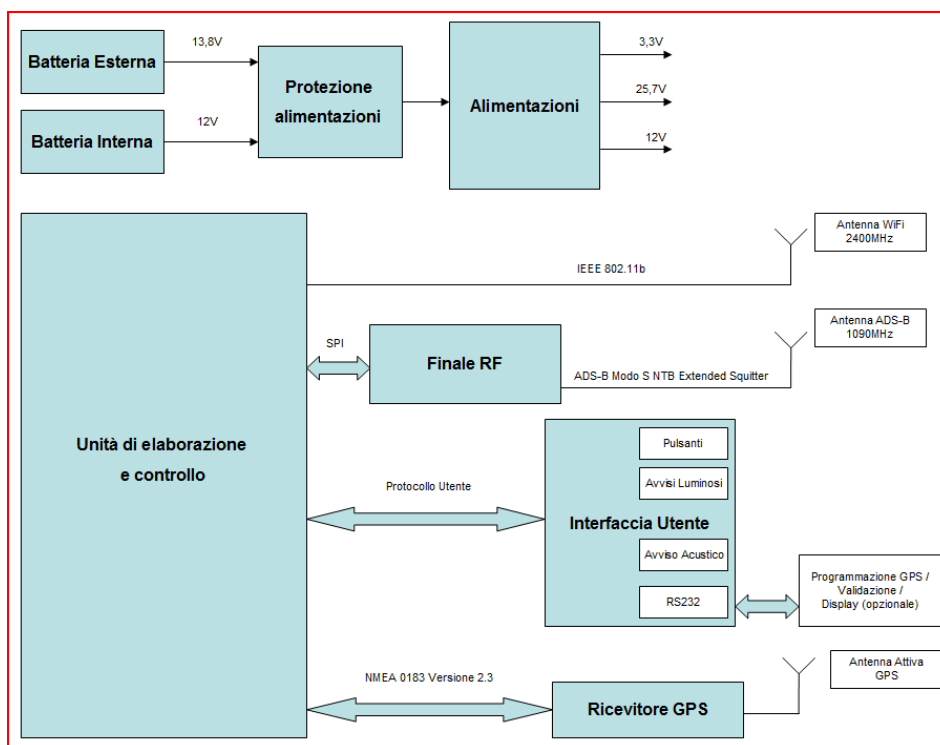 Batteria Esterna
13,8V
Batteria Interna
12V
Protezione
alimentazioni
Alimentazioni
3,3V
25,7V
12V
Unità di elaborazione
e controllo
IEEE 802.11b
Antenna WiFi
2400MHz
SPI
Finale RF
ADS-B Modo S NTB Extended Squitter
Antenna ADS-B
1090MHz
Protocollo Utente
Pulsanti
Avvisi Luminosi
Interfaccia Utente
Avviso Acustico
RS232
Programmazione GPS /
Validazione /
Display (opzionale)
NMEA 0183 Versione 2.3
Ricevitore GPS
Antenna Attiva
GPS